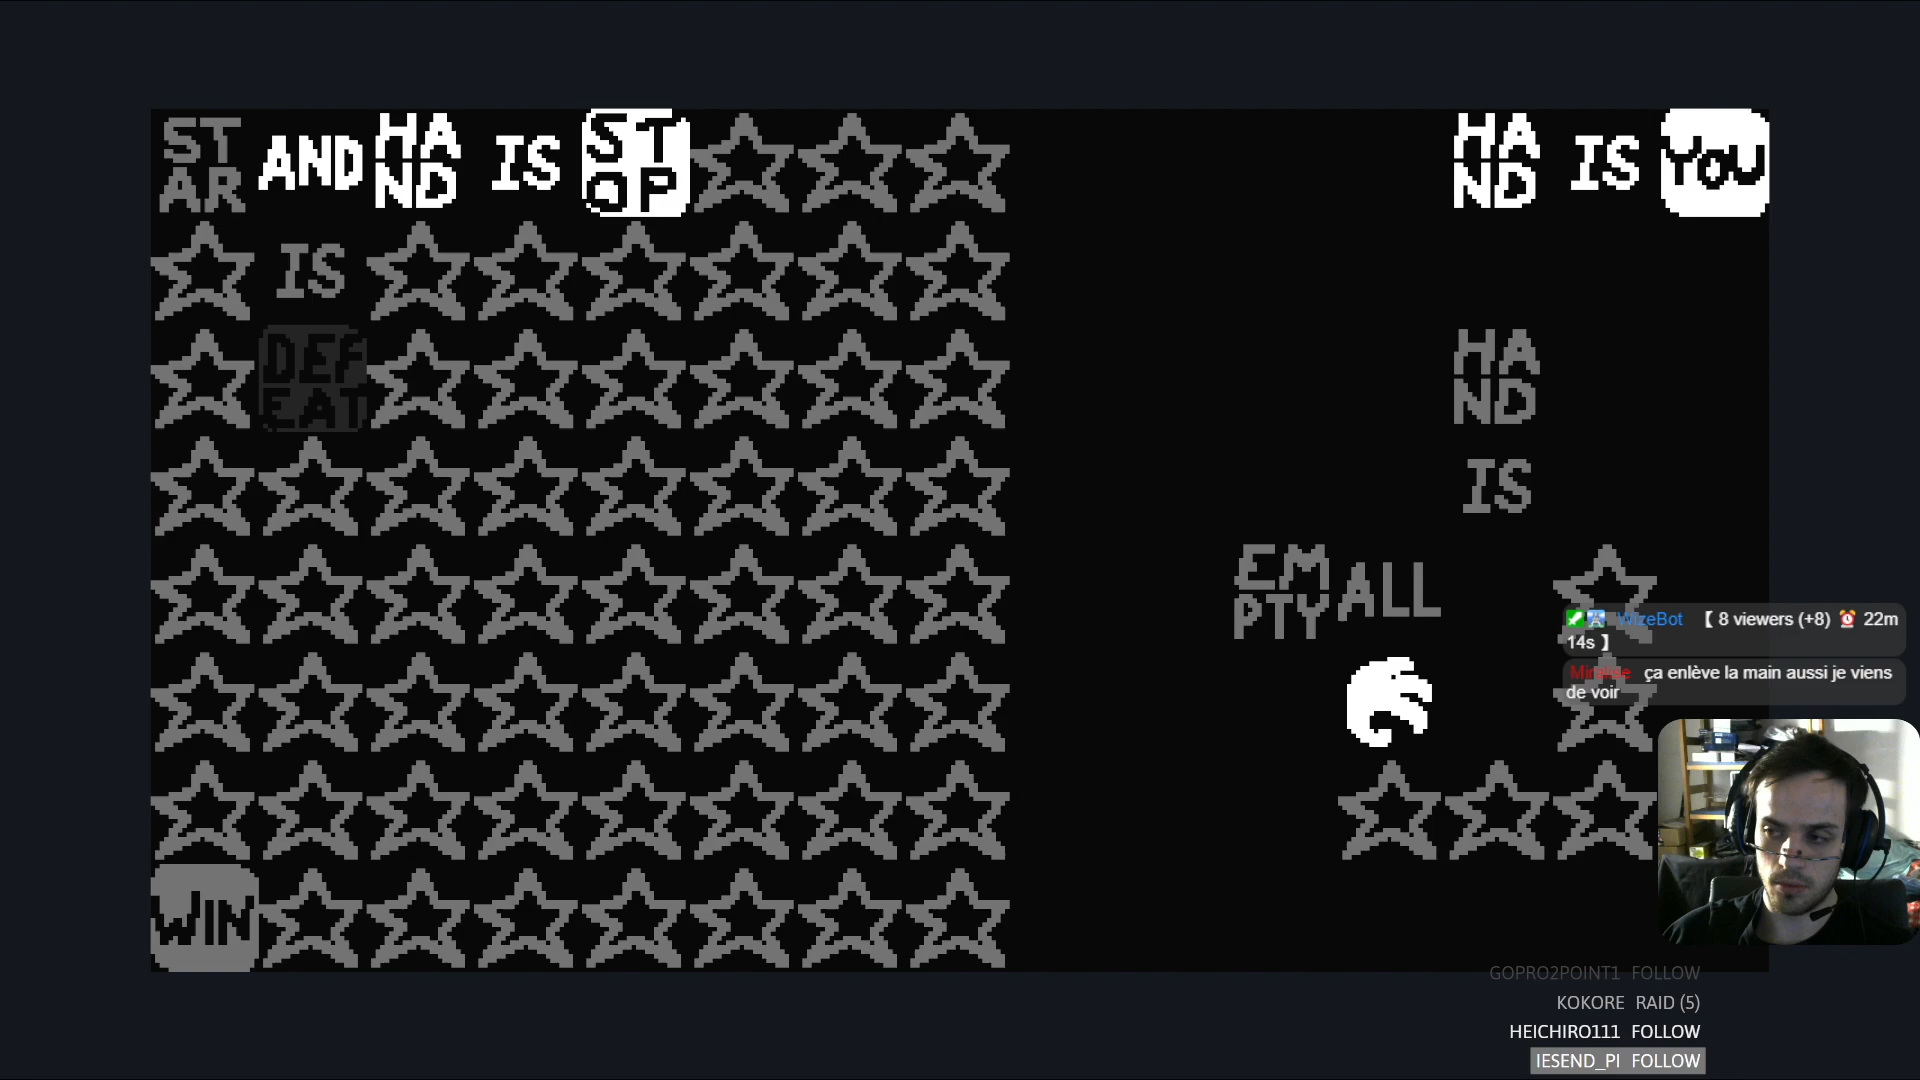 STAR AND HAND IS STOP HAND IS YOU
IS
DEFEAT
HAND
IS
EMPTY ALL
WizeBot 【 8 viewers (+8) ⏰ 22m
14s 】
ça enlève la main aussi je viens
de voir
WIN
GOPRO2POINT1 FOLLOW
KOKORE RAID (5)
HEICHIRO111 FOLLOW
IESEND_PI FOLLOW